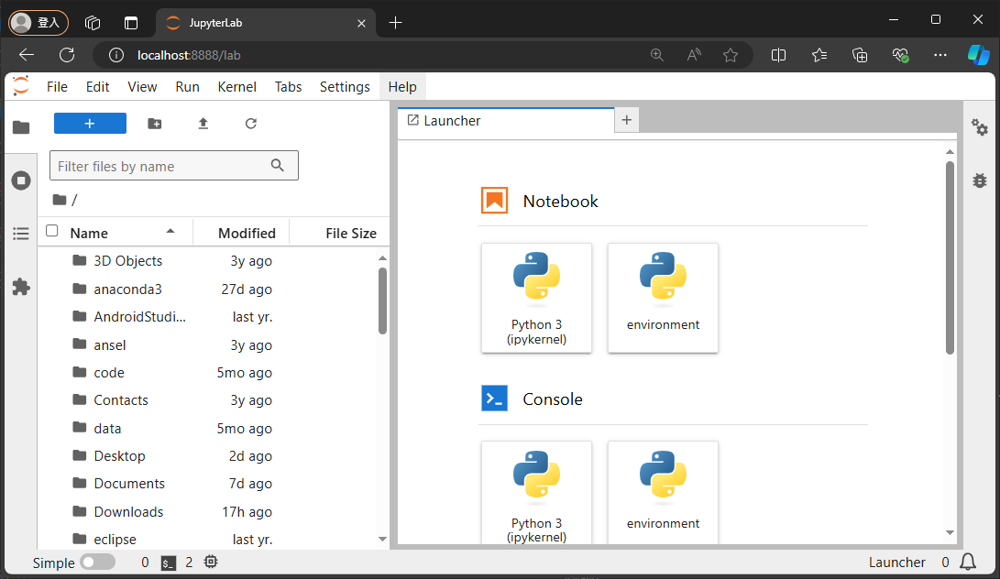 登入
JupyterLab
localhost:8888/lab
File Edit View Run Kernel Tabs Settings Help
Filter files by name
/
Name Modified File Size
3D Objects 3y ago
anaconda3 27d ago
AndroidStudi... last yr.
ansel 3y ago
code 5mo ago
Contacts 3y ago
data 5mo ago
Desktop 2d ago
Documents 7d ago
Downloads 17h ago
eclipse last yr.
Launcher
Notebook
Python 3
(ipykernel)
environment
Console
Python 3
(ipykernel)
environment
Simple 0 $_ 2 Launcher 0